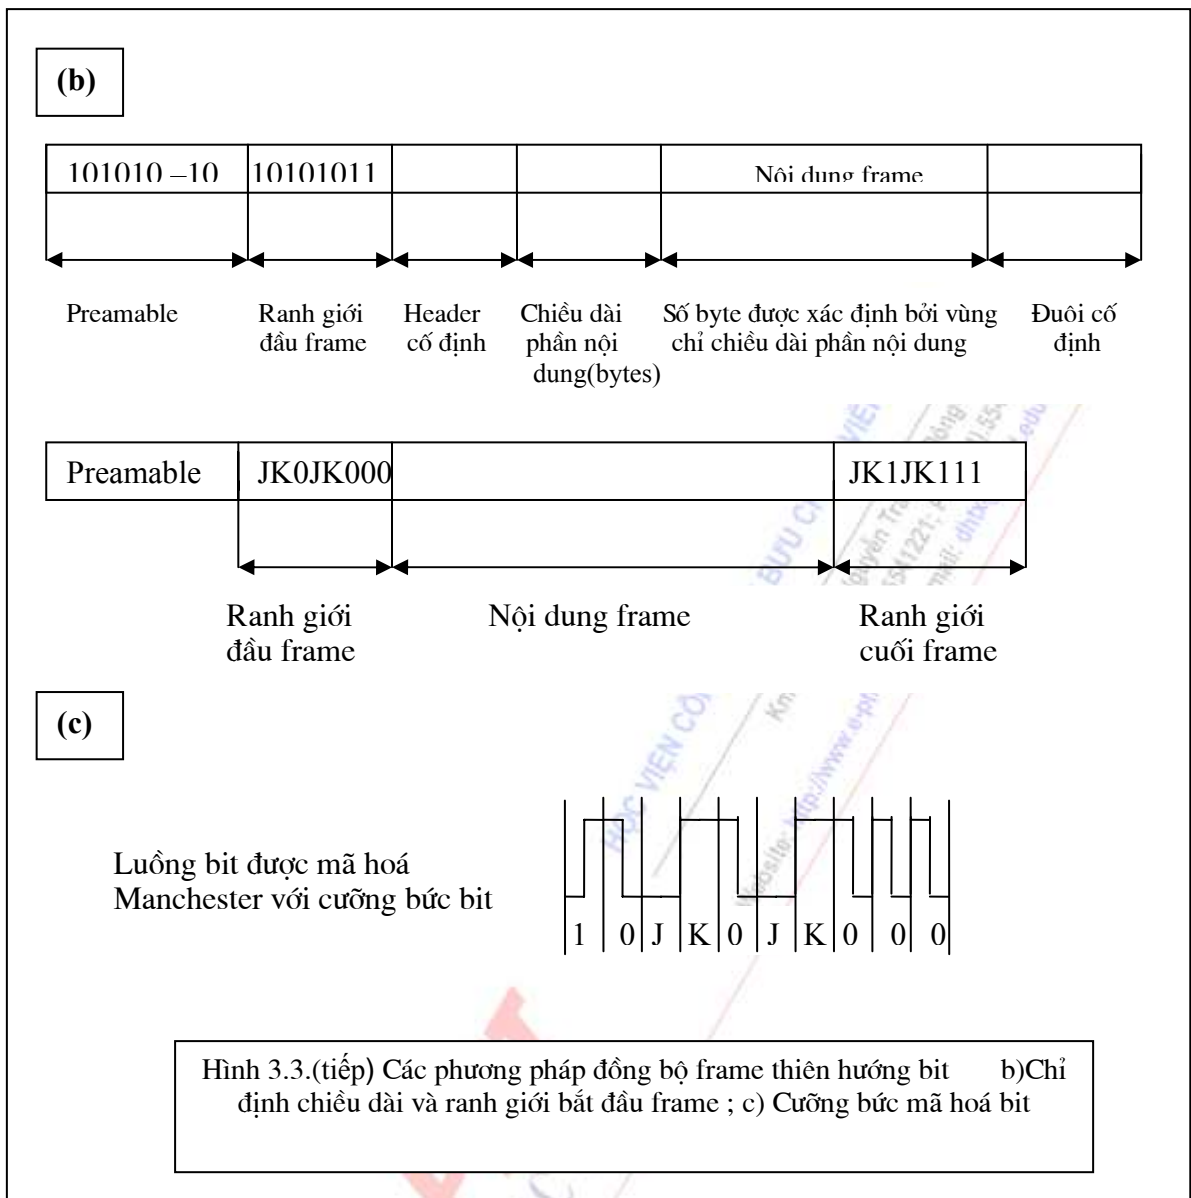 (b)
101010 –10 10101011 Nội dung frame
Preamable Ranh giới Header Chiều dài Số byte được xác định bởi vùng Đuôi cố
đầu frame cố định phần nội chỉ chiều dài phần nội dung định
dung(bytes)
Preamable JK0JK000 JK1JK111
Ranh giới Nội dung frame Ranh giới
đầu frame cuối frame
(c)
HỌC VIỆN
Luồng bit được mã hoá
Manchester với cưỡng bức bit
1 0 J K 0 J K 0 0 0
Hình 3.3.(tiếp) Các phương pháp đồng bộ frame thiên hướng bit b)Chỉ
định chiều dài và ranh giới bắt đầu frame ; c) Cưỡng bức mã hoá bit